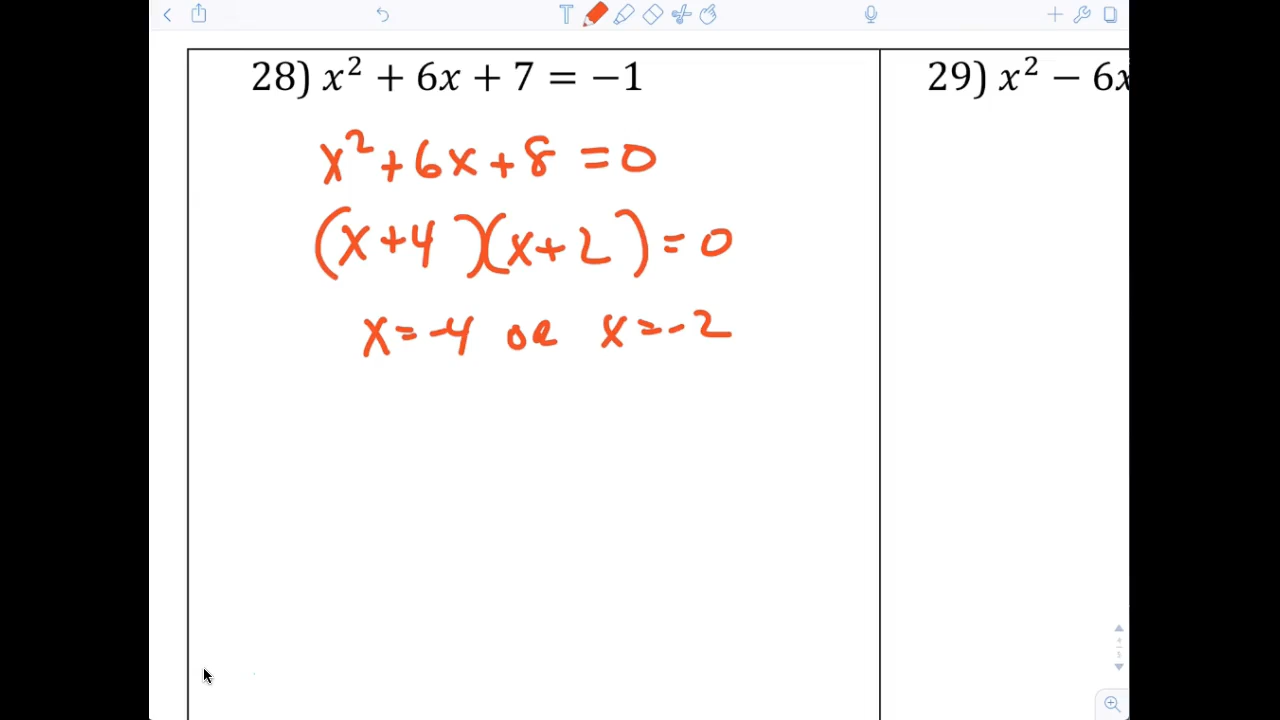 28) x² + 6x + 7 = −1
29) x² − 6x
x² + 6x + 8 = 0
(x + 4)(x + 2) = 0
x = -4 or x = -2